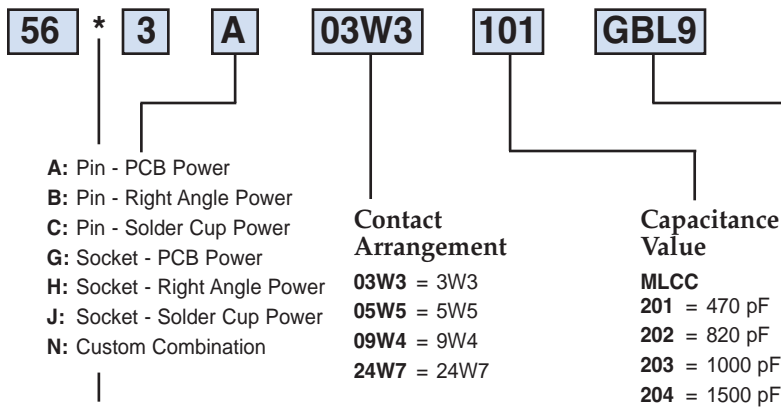 56 * 3 A 03W3 101 GBL9
A: Pin - PCB Power
B: Pin - Right Angle Power
C: Pin - Solder Cup Power
G: Socket - PCB Power
H: Socket - Right Angle Power
J: Socket - Solder Cup Power
N: Custom Combination
Contact
Arrangement
03W3 = 3W3
05W5 = 5W5
09W4 = 9W4
24W7 = 24W7
Capacitance
Value
MLCC
201 = 470 pF
202 = 820 pF
203 = 1000 pF
204 = 1500 pF